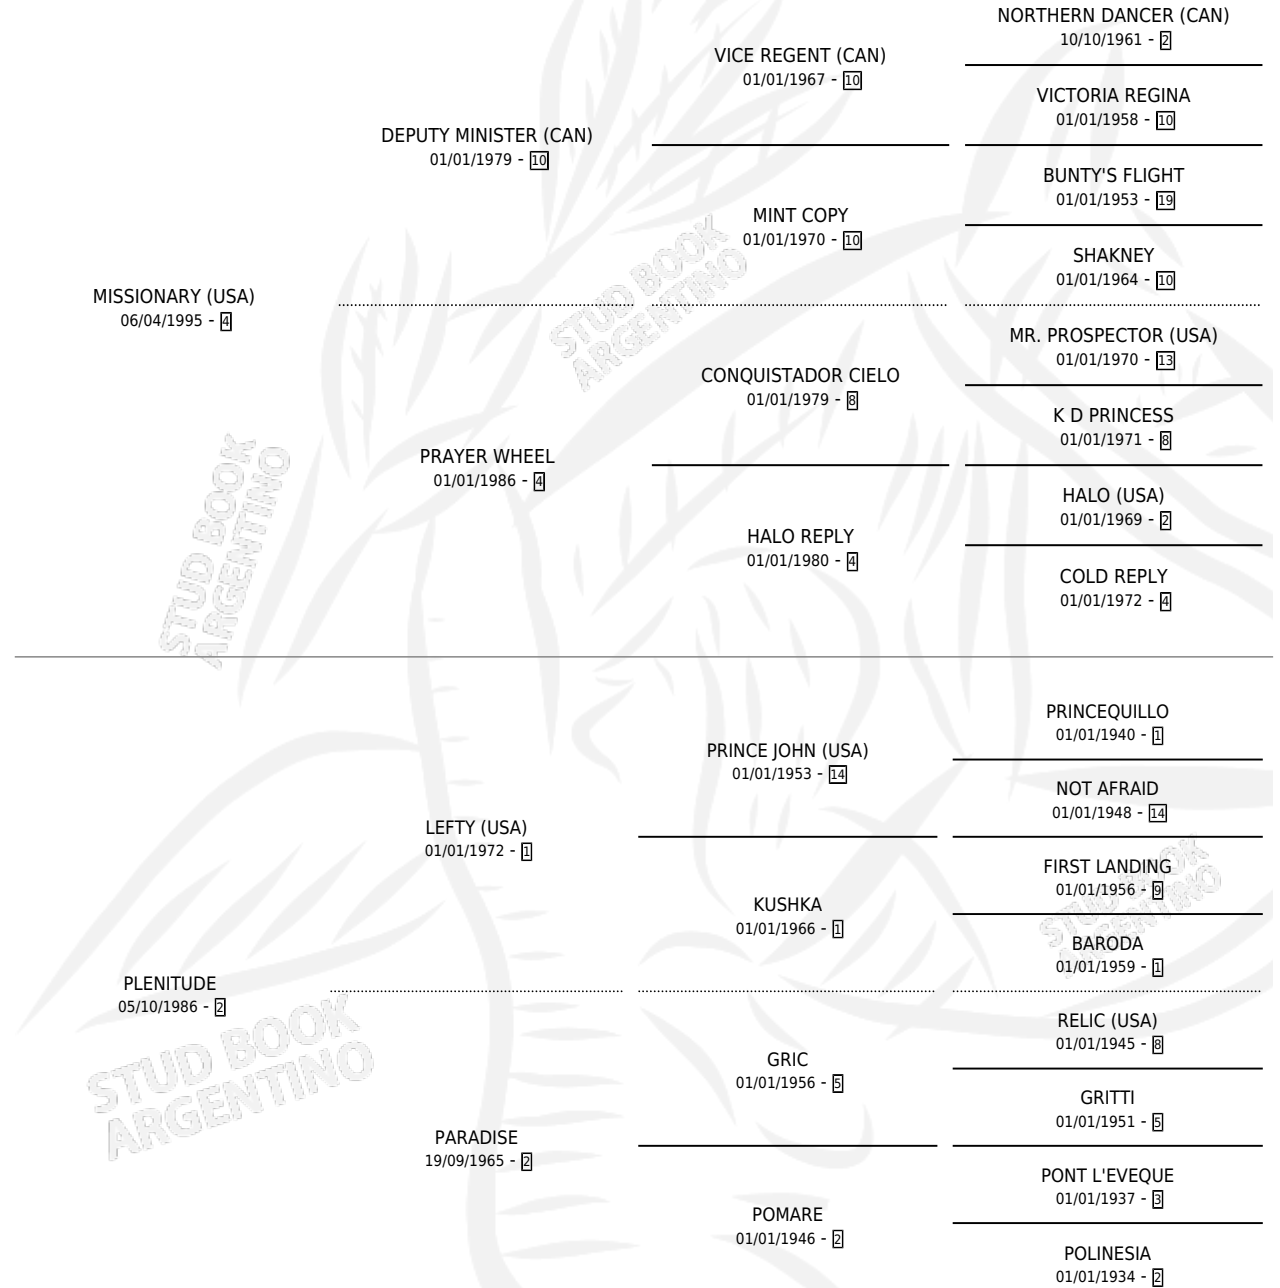 NORTHERN DANCER (CAN)
10/10/1961 - 2
VICE REGENT (CAN)
01/01/1967 - 10
VICTORIA REGINA
01/01/1958 - 10
DEPUTY MINISTER (CAN)
01/01/1979 - 10
BUNTY'S FLIGHT
01/01/1953 - 19
MINT COPY
01/01/1970 - 10
SHAKNEY
01/01/1964 - 10
MISSIONARY (USA)
06/04/1995 - 4
MR. PROSPECTOR (USA)
01/01/1970 - 13
CONQUISTADOR CIELO
01/01/1979 - 8
K D PRINCESS
01/01/1971 - 8
PRAYER WHEEL
01/01/1986 - 4
HALO (USA)
01/01/1969 - 2
HALO REPLY
01/01/1980 - 4
COLD REPLY
01/01/1972 - 4
PRINCEQUILLO
01/01/1940 - 1
PRINCE JOHN (USA)
01/01/1953 - 14
NOT AFRAID
01/01/1948 - 14
LEFTY (USA)
01/01/1972 - 1
FIRST LANDING
01/01/1956 - 9
KUSHKA
01/01/1966 - 1
BARODA
01/01/1959 - 1
PLENITUDE
05/10/1986 - 2
RELIC (USA)
01/01/1945 - 8
GRIC
01/01/1956 - 5
GRITTI
01/01/1951 - 5
PARADISE
19/09/1965 - 2
PONT L'EVEQUE
01/01/1937 - 3
POMARE
01/01/1946 - 2
POLINESIA
01/01/1934 - 2
STUD BOOK
ARGENTINO
STUD BOOK
ARGENTINO
STUD BOOK
ARGENTINO
STUD BOOK
ARGENTINO